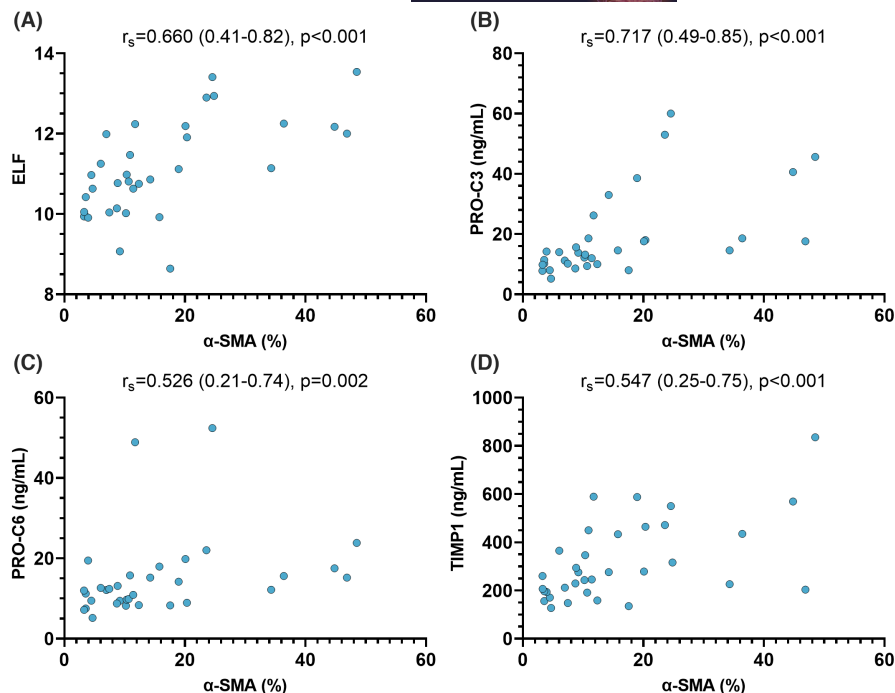 (A)
rs=0.660 (0.41-0.82), p<0.001
14
12
10
8
ELF
0 20 40 60
α-SMA (%)
(B)
rs=0.717 (0.49-0.85), p<0.001
80
60
40
20
0
PRO-C3 (ng/mL)
0 20 40 60
α-SMA (%)
(C)
rs=0.526 (0.21-0.74), p=0.002
60
40
20
0
PRO-C6 (ng/mL)
0 20 40 60
α-SMA (%)
(D)
rs=0.547 (0.25-0.75), p<0.001
1000
800
600
400
200
0
TIMP1 (ng/mL)
0 20 40 60
α-SMA (%)